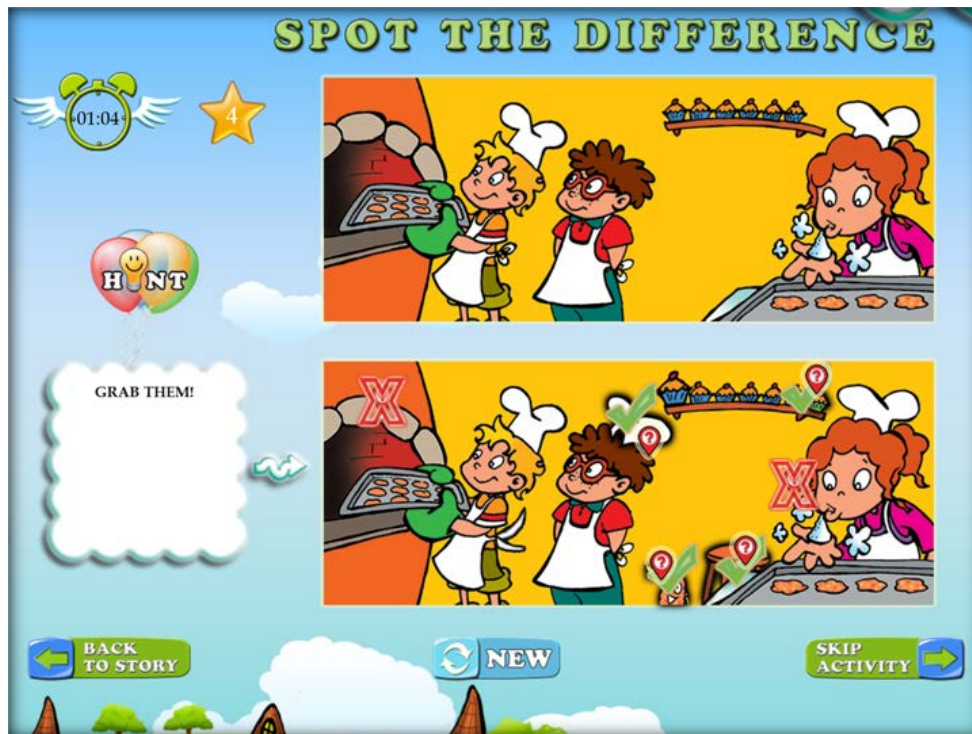 SPOT THE DIFFERENCE
01:04
4
HINT
GRAB THEM!
X
X
?
?
?
?
BACK
TO STORY
NEW
SKIP
ACTIVITY